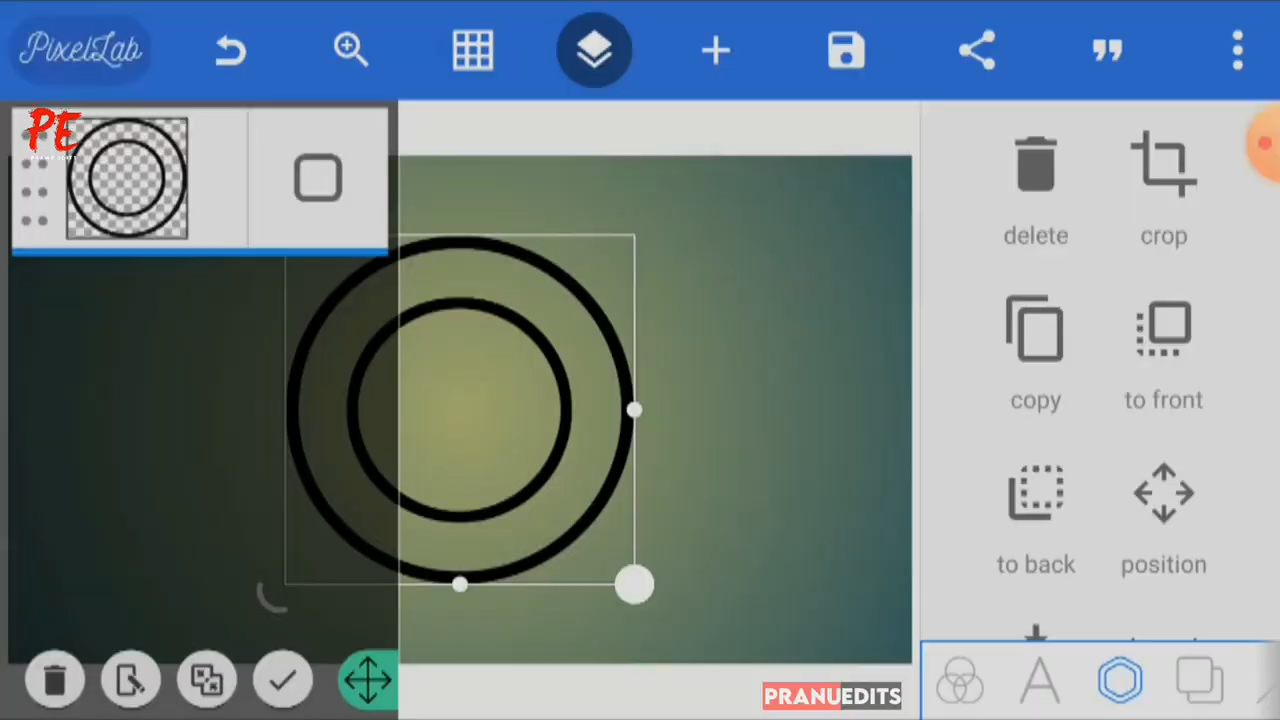 PixelLab
PE
delete
crop
copy
to front
to back
position
PRANUEDITS